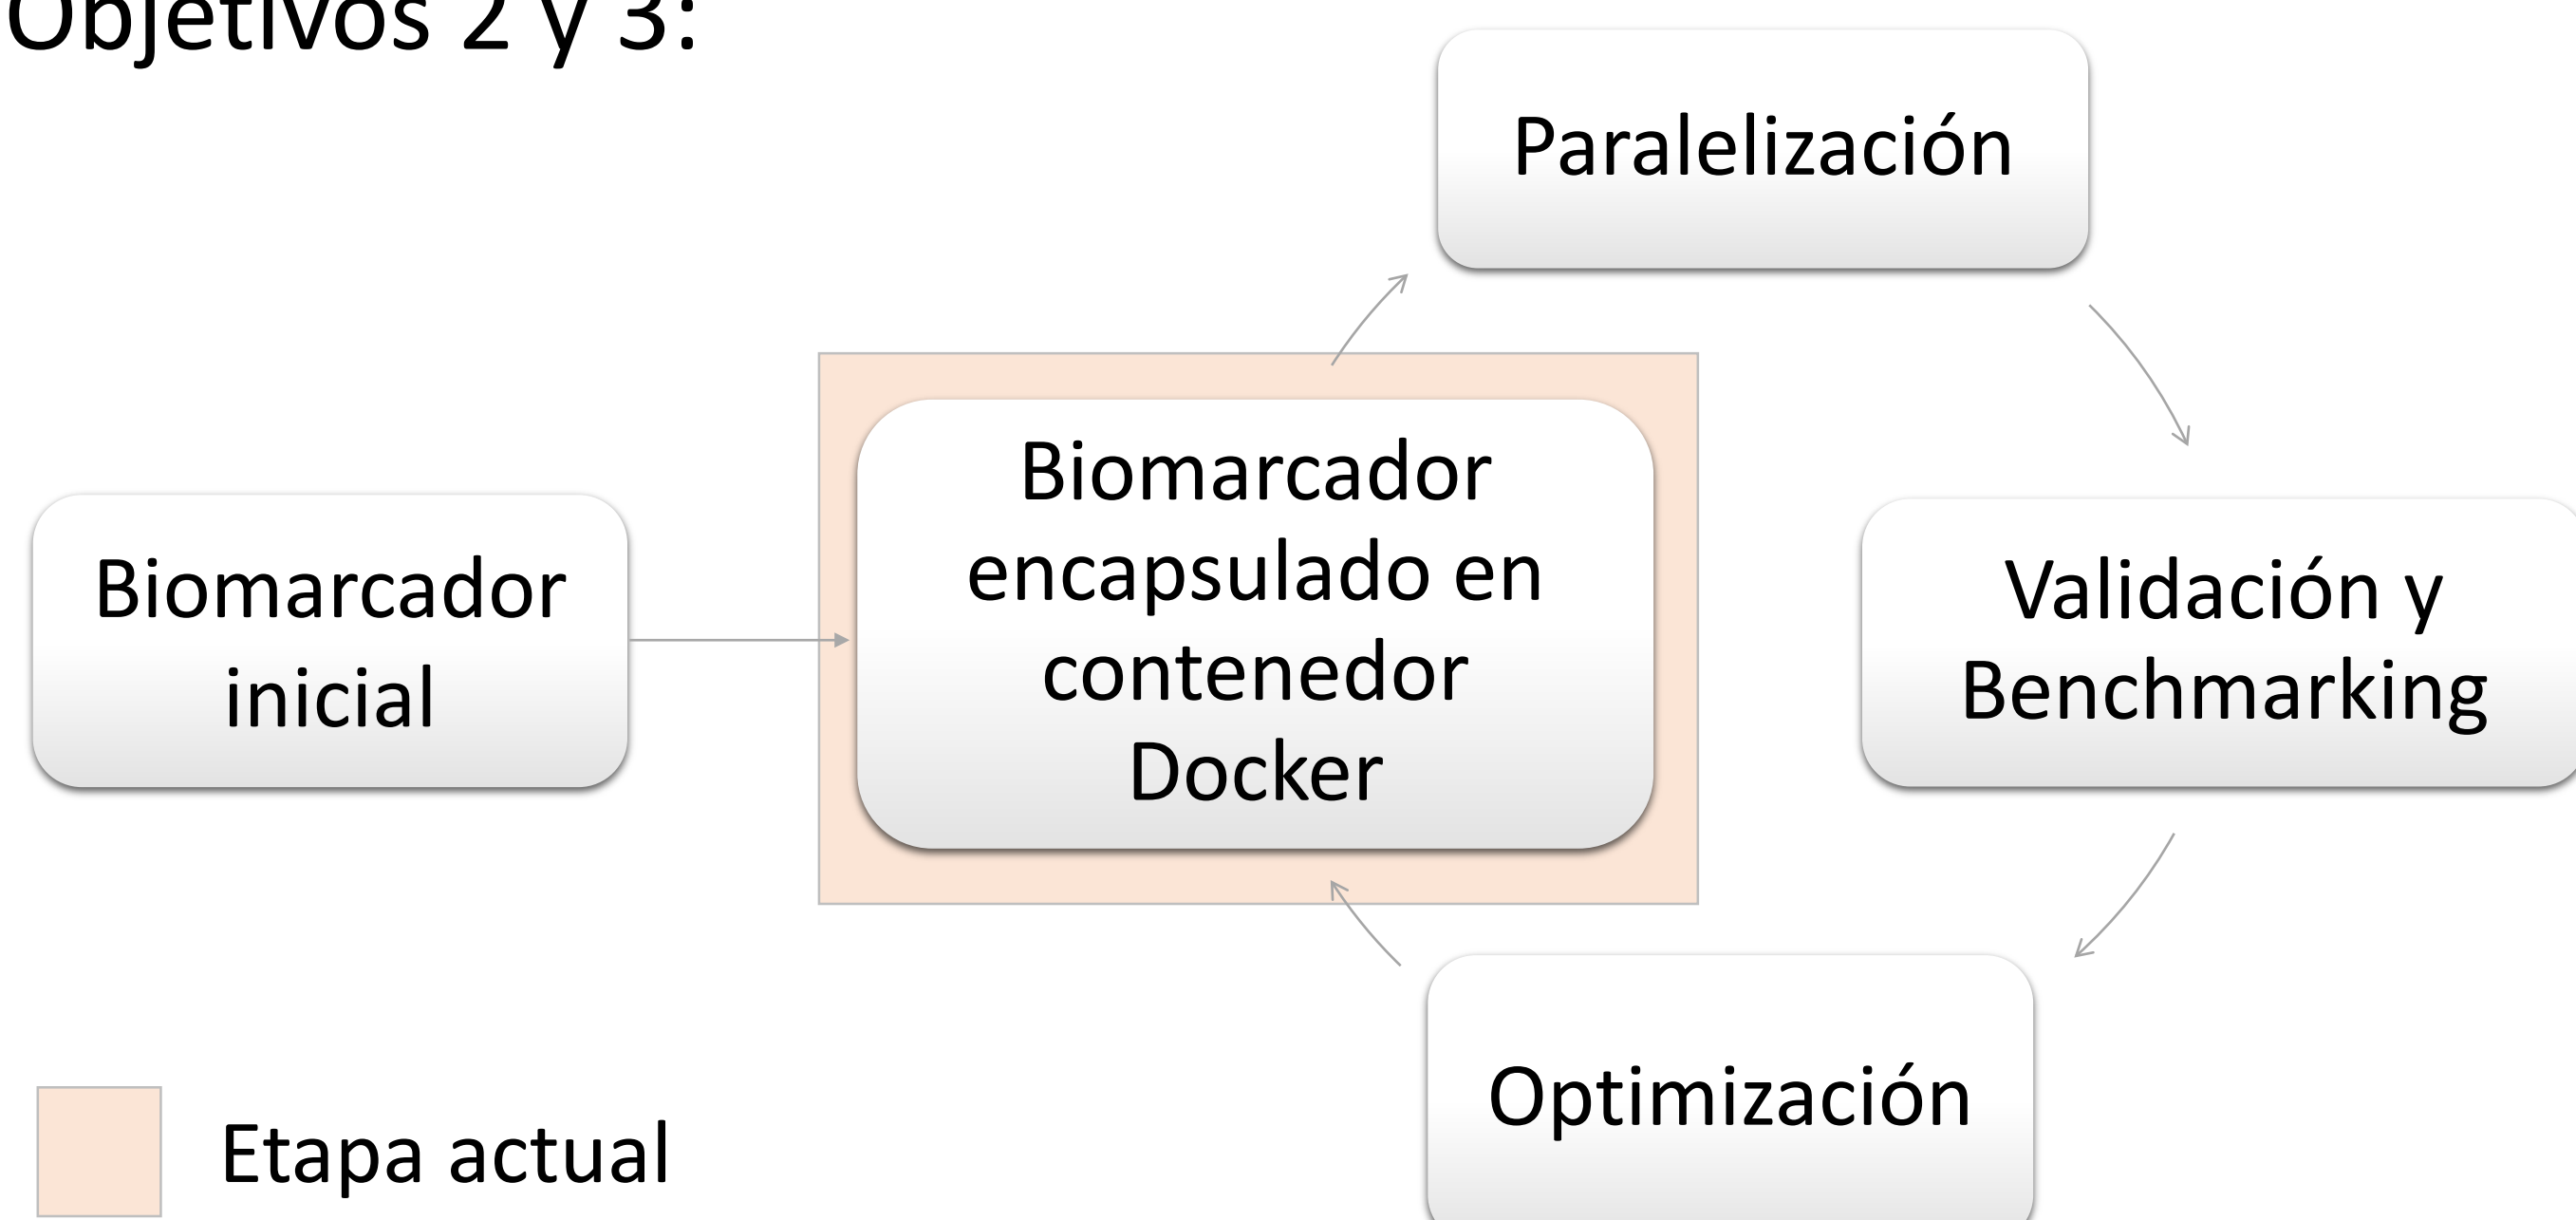 Objetivos 2 y 3:
Paralelización
Biomarcador
inicial
Biomarcador
encapsulado en
contenedor
Docker
Validación y
Benchmarking
Optimización
Etapa actual